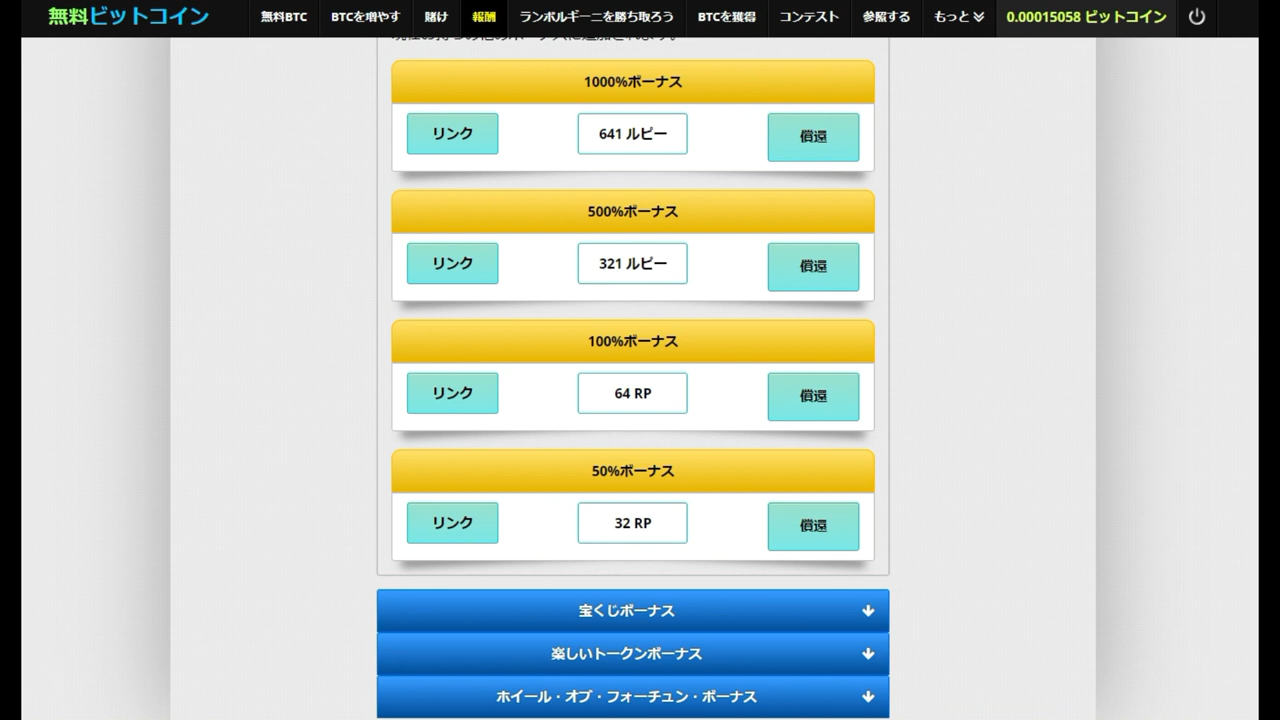 無料ビットコイン
無料BTC
BTCを増やす
賭け
報酬
ランボルギーニを勝ち取ろう
BTCを獲得
コンテスト
参照する
もっと
0.00015058 ビットコイン
1000%ボーナス
リンク
641 ルピー
償還
500%ボーナス
リンク
321 ルピー
償還
100%ボーナス
リンク
64 RP
償還
50%ボーナス
リンク
32 RP
償還
宝くじボーナス
楽しいトークンボーナス
ホイール・オブ・フォーチュン・ボーナス